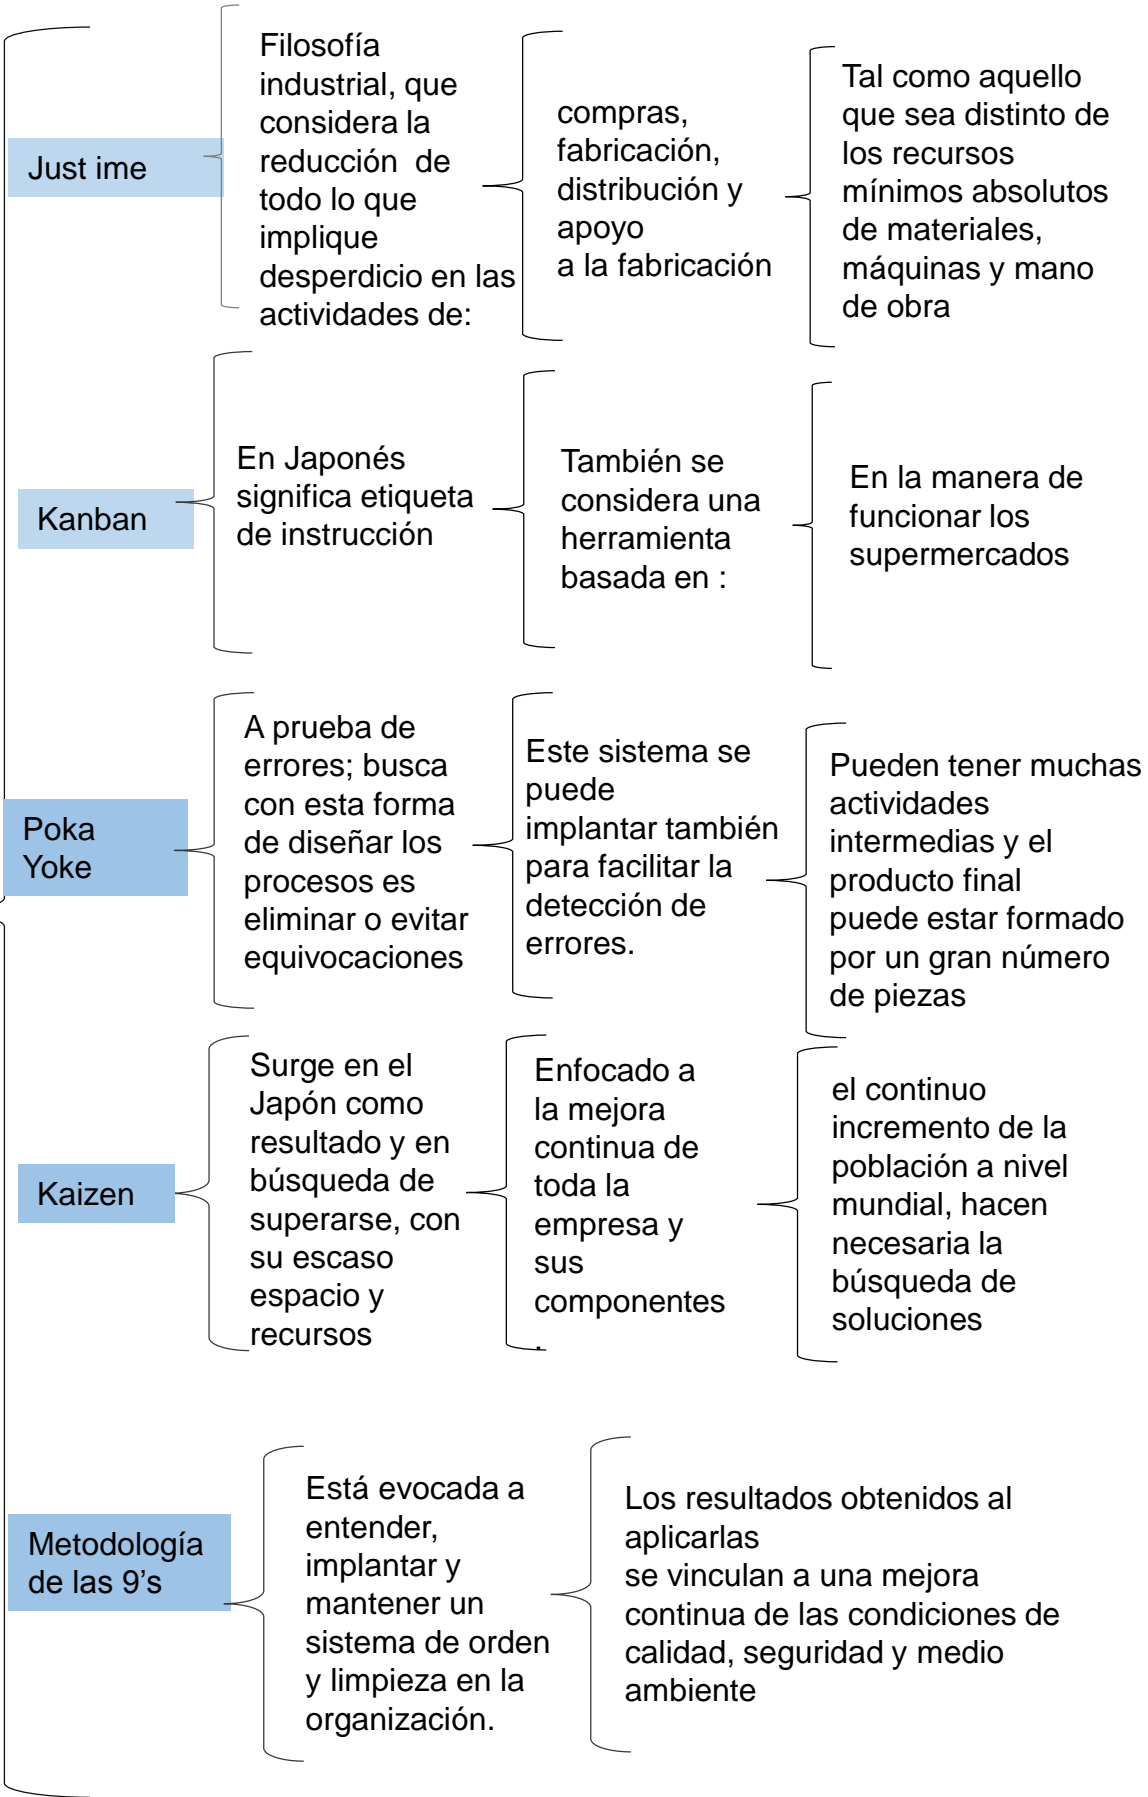 Just ime
Filosofía
industrial, que
considera la
reducción de
todo lo que
implique
desperdicio en las
actividades de:
compras,
fabricación,
distribución y
apoyo
a la fabricación
Tal como aquello
que sea distinto de
los recursos
mínimos absolutos
de materiales,
máquinas y mano
de obra
Kanban
En Japonés
significa etiqueta
de instrucción
También se
considera una
herramienta
basada en :
En la manera de
funcionar los
supermercados
Poka
Yoke
A prueba de
errores; busca
con esta forma
de diseñar los
procesos es
eliminar o evitar
equivocaciones
Este sistema se
puede
implantar también
para facilitar la
detección de
errores.
Pueden tener muchas
actividades
intermedias y el
producto final
puede estar formado
por un gran número
de piezas
Kaizen
Surge en el
Japón como
resultado y en
búsqueda de
superarse, con
su escaso
espacio y
recursos
Enfocado a
la mejora
continua de
toda la
empresa y
sus
componentes
.
el continuo
incremento de la
población a nivel
mundial, hacen
necesaria la
búsqueda de
soluciones
Metodología
de las 9’s
Está evocada a
entender,
implantar y
mantener un
sistema de orden
y limpieza en la
organización.
Los resultados obtenidos al
aplicarlas
se vinculan a una mejora
continua de las condiciones de
calidad, seguridad y medio
ambiente